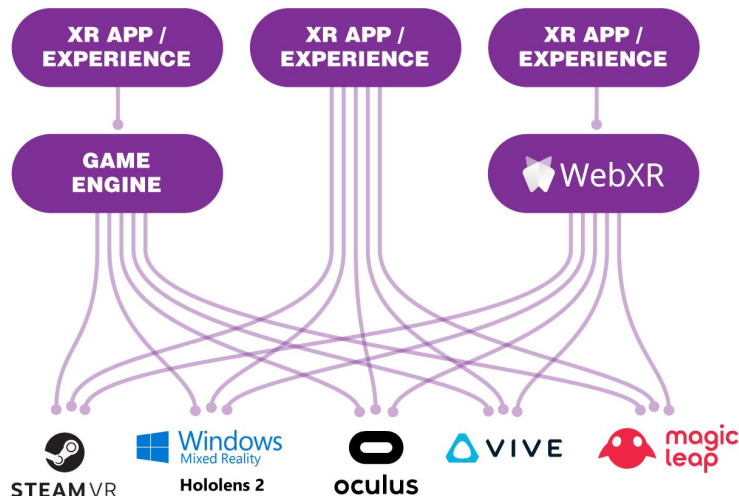 XR APP /
EXPERIENCE
XR APP /
EXPERIENCE
XR APP /
EXPERIENCE
GAME
ENGINE
WebXR
STEAMVR
Windows
Mixed Reality
Hololens 2
oculus
VIVE
magic
leap